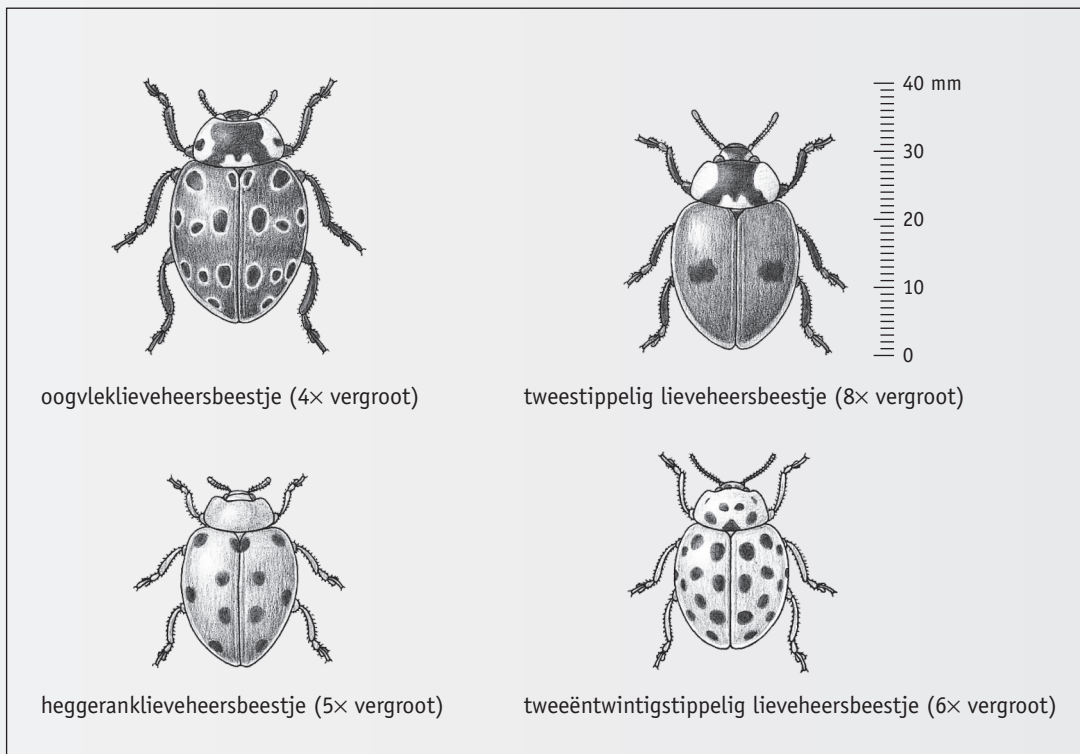 40 mm
30
20
10
0
oogvleklieveheersbeestje (4× vergroot)
tweestippelig lieveheersbeestje (8× vergroot)
heggeranklieveheersbeestje (5× vergroot)
tweeëntwintigstippelig lieveheersbeestje (6× vergroot)